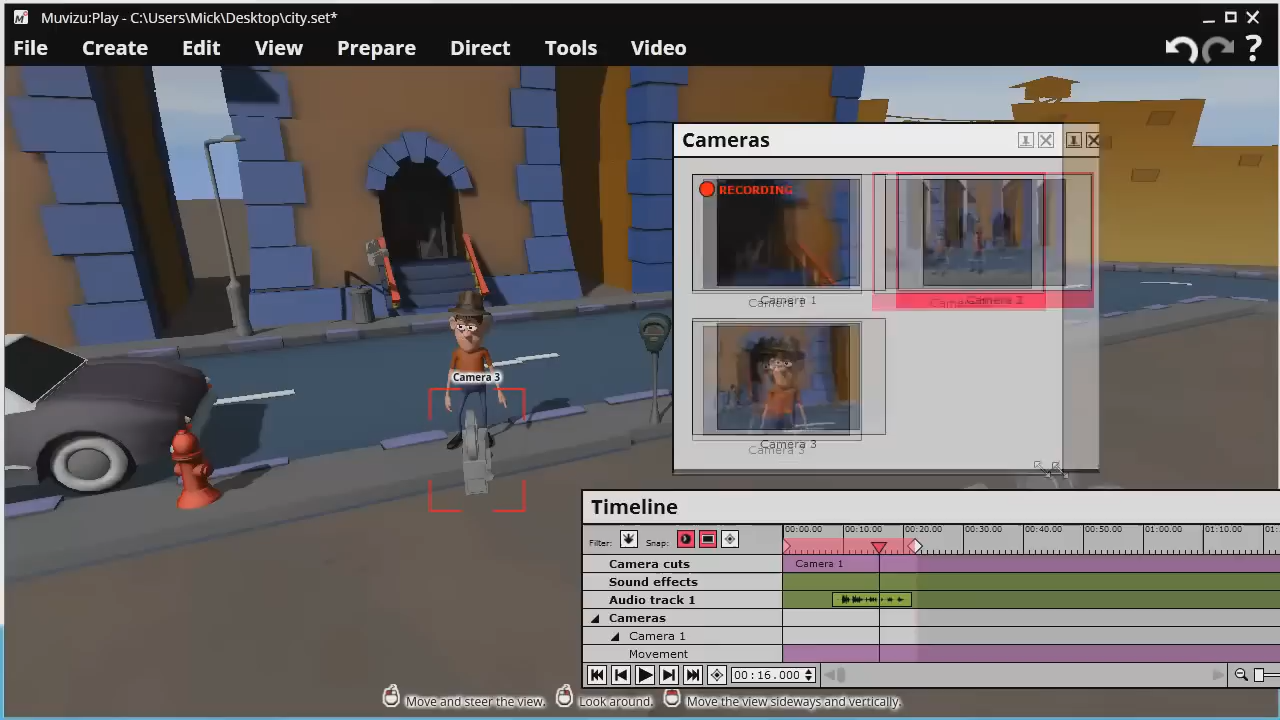 Muvizu:Play - C:\Users\Mick\Desktop\city.set*
File Create Edit View Prepare Direct Tools Video ?
Cameras
RECORDING
Camera 1
Camera 2
Camera 3
Camera 3
Timeline
00:00.00 00:10.00 00:20.00 00:30.00 00:40.00 00:50.00 01:00.00 01:10.00
Filter: Snap:
Camera cuts Camera 1
Sound effects
Audio track 1
Cameras
Camera 1
Movement
00:16.000
Move and steer the view. Look around. Move the view sideways and vertically.